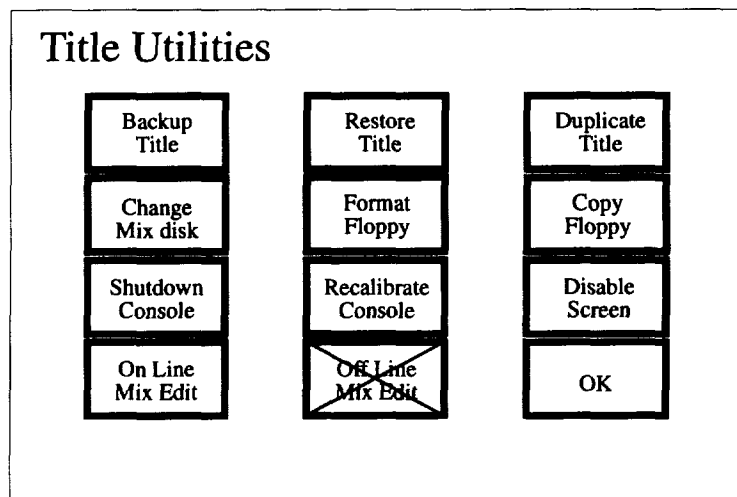 Title Utilities
Backup
Title
Restore
Title
Duplicate
Title
Change
Mix disk
Format
Floppy
Copy
Floppy
Shutdown
Console
Recalibrate
Console
Disable
Screen
On Line
Mix Edit
Off Line
Mix Edit
OK